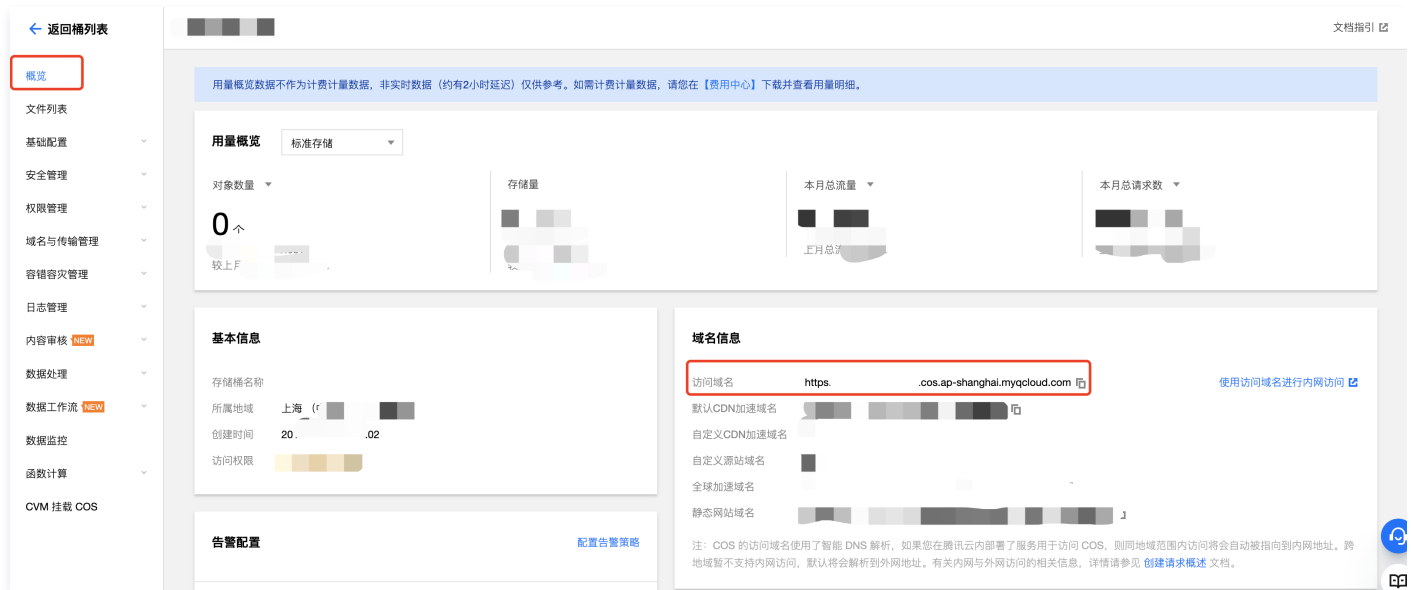 返回桶列表
文档指引
概览
文件列表
基础配置
安全管理
权限管理
域名与传输管理
容错容灾管理
日志管理
内容审核 NEW
数据处理
数据工作流 NEW
数据监控
函数计算
CVM 挂载 COS
用量概览数据不作为计费计量数据，非实时数据（约有2小时延迟）仅供参考。如需计费计量数据，请您在【费用中心】下载并查看用量明细。
用量概览 标准存储
对象数量
0 个
较上月
存储量
本月总流量
上月总流
本月总请求数
基本信息
存储桶名称
所属地域 上海
创建时间 20 .02
访问权限
告警配置 配置告警策略
域名信息
访问域名 https. .cos.ap-shanghai.myqcloud.com 使用访问域名进行内网访问
默认CDN加速域名
自定义CDN加速域名
自定义源站域名
全球加速域名
静态网站域名
注：COS 的访问域名使用了智能 DNS 解析，如果您在腾讯云内部署了服务用于访问 COS，则同地域范围内访问将会自动被指向到内网地址。跨
地域暂不支持内网访问，默认将会解析到外网地址。有关内网与外网访问的相关信息，详情请参见 创建请求概述 文档。